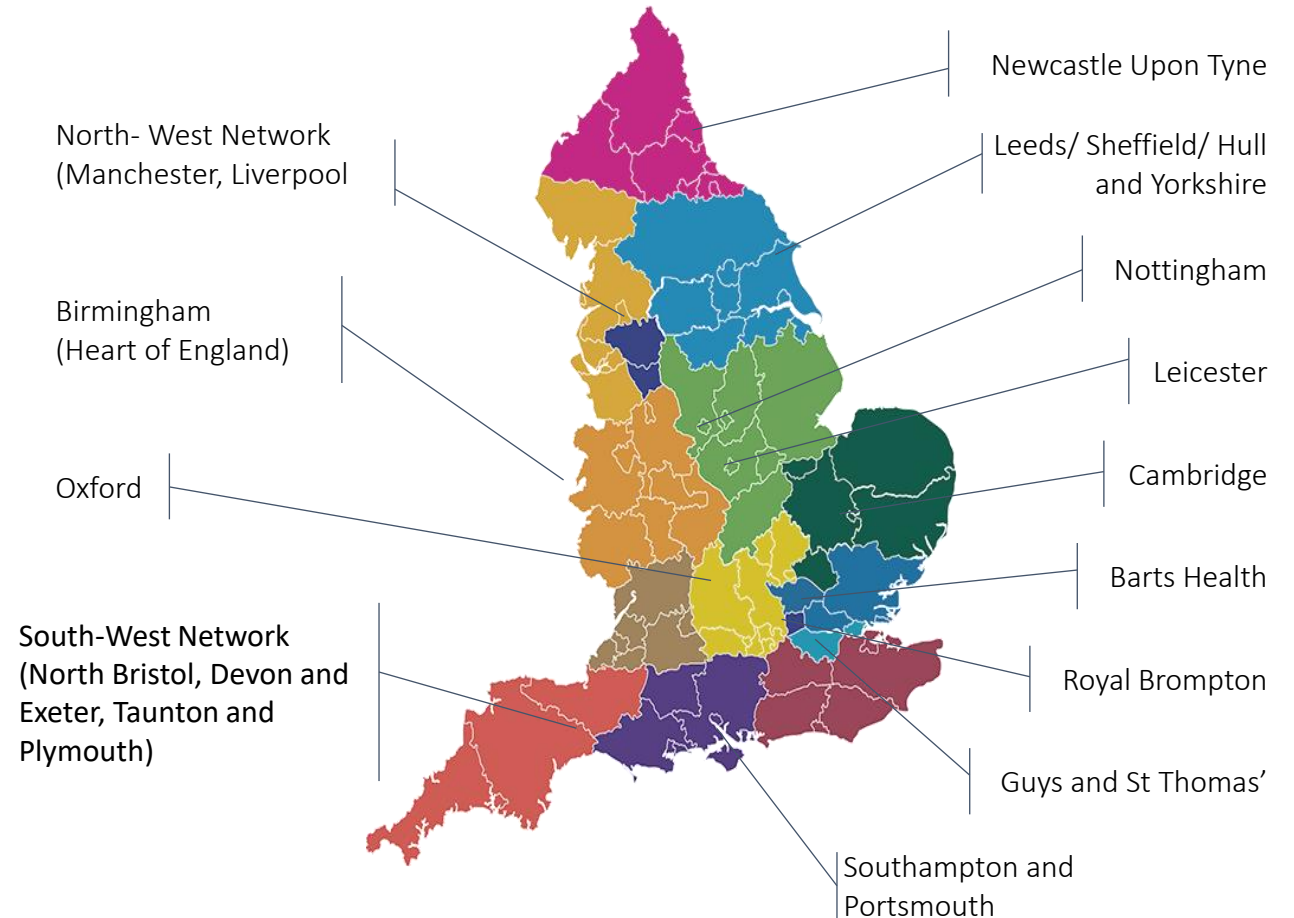 Newcastle Upon Tyne
North- West Network
(Manchester, Liverpool
Leeds/ Sheffield/ Hull
and Yorkshire
Nottingham
Birmingham
(Heart of England)
Leicester
Oxford
Cambridge
Barts Health
South-West Network
(North Bristol, Devon and
Exeter, Taunton and
Plymouth)
Royal Brompton
Guys and St Thomas’
Southampton and
Portsmouth